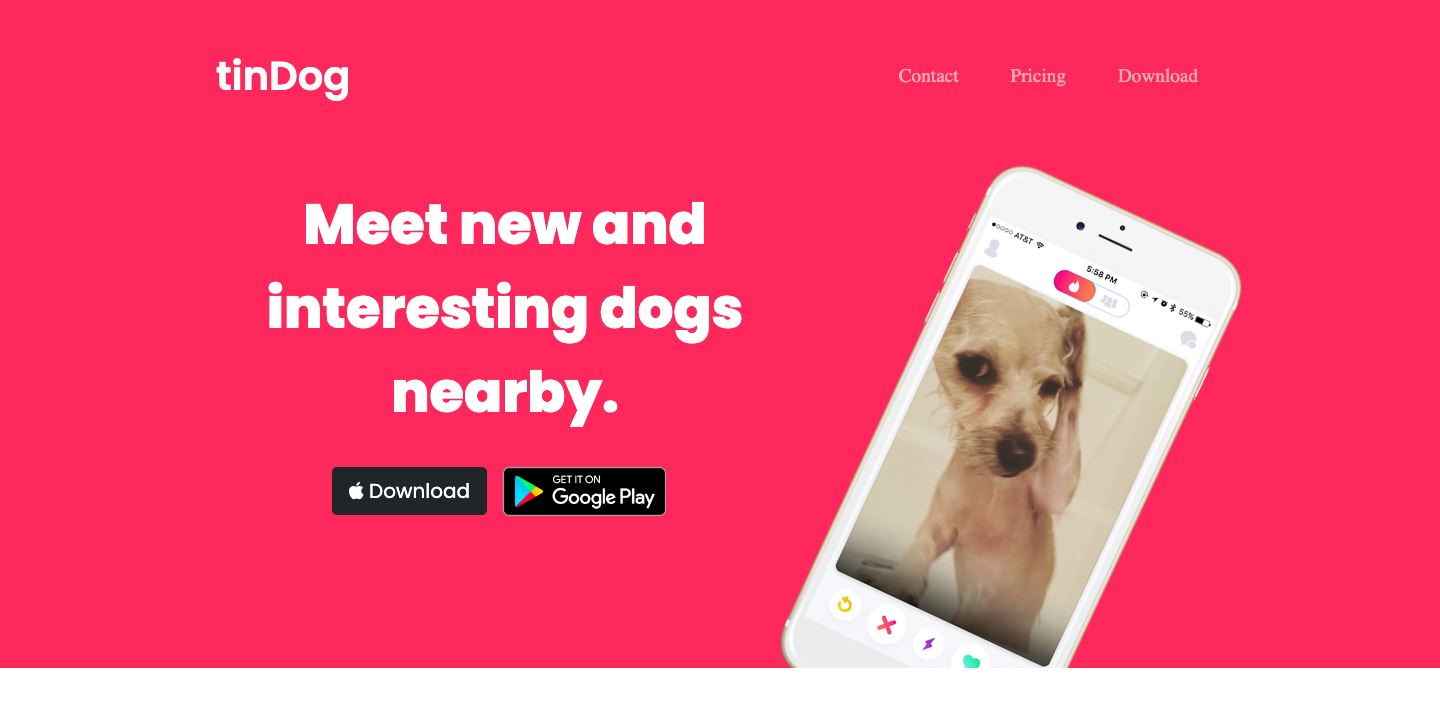 tinDog
Contact
Pricing
Download
Meet new and
interesting dogs
nearby.
Download
GET IT ON
Google Play
AT&T
5:58 PM
55%